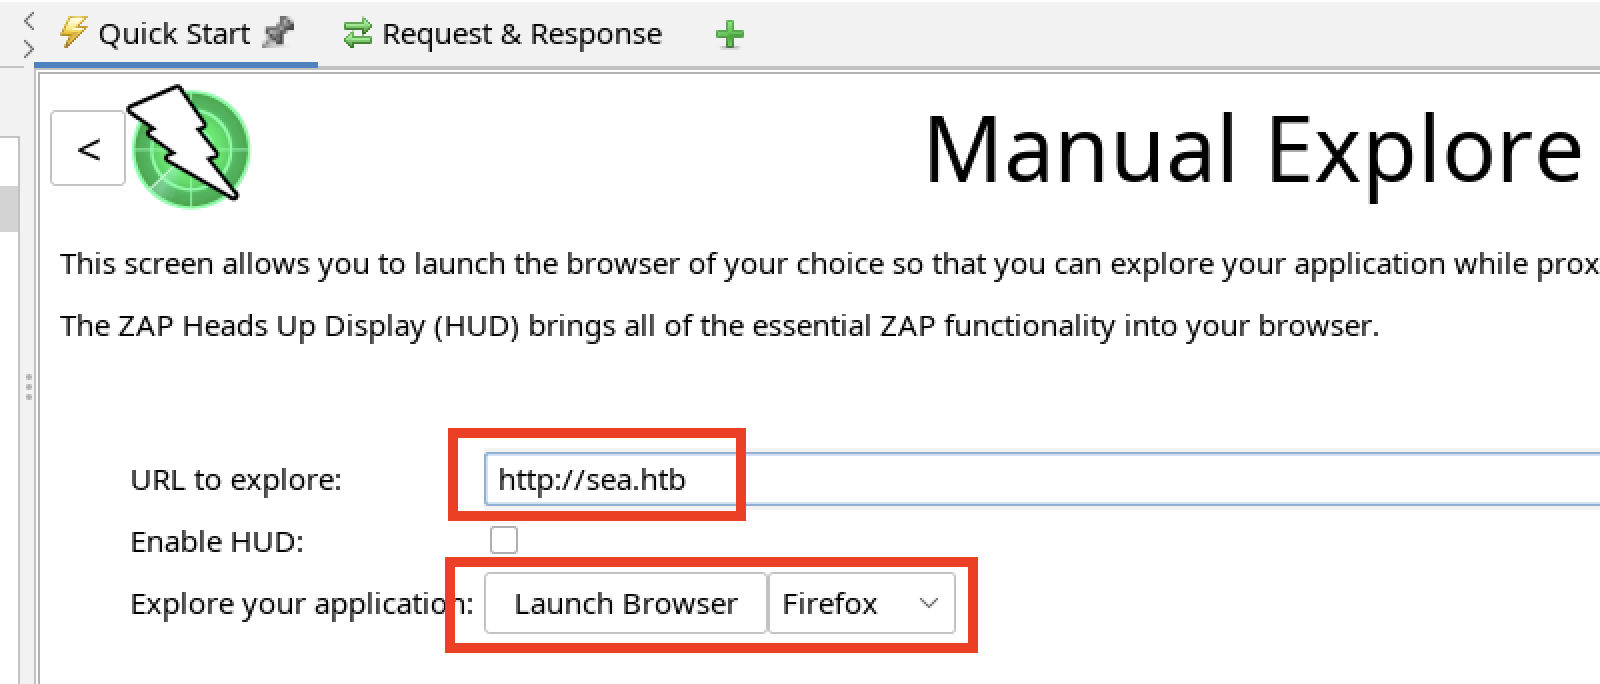 Quick Start
Request & Response
<
Manual Explore
This screen allows you to launch the browser of your choice so that you can explore your application while prox
The ZAP Heads Up Display (HUD) brings all of the essential ZAP functionality into your browser.
URL to explore: http://sea.htb
Enable HUD:
Explore your application: Launch Browser Firefox